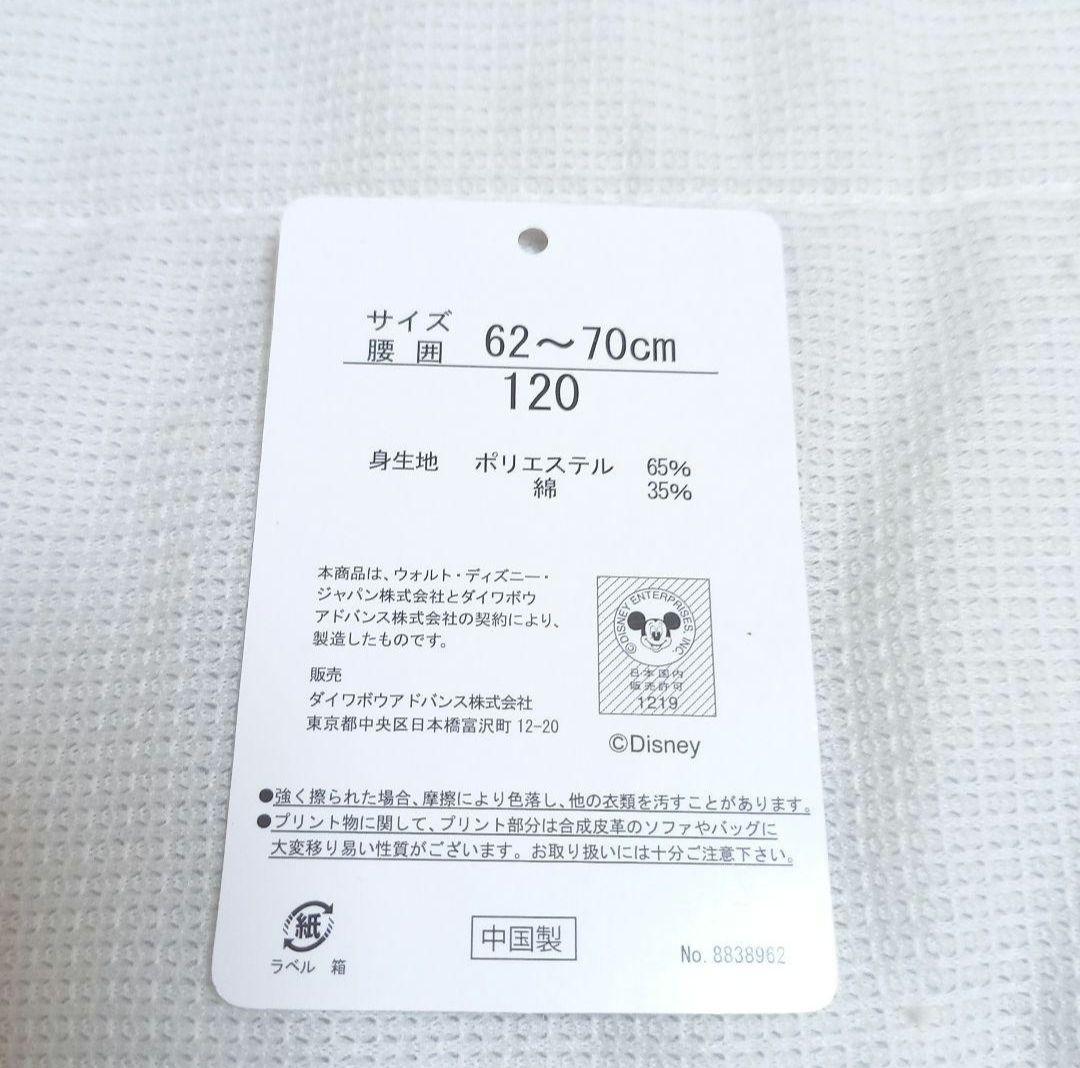 サイズ
腰囲 62～70cm
120
身生地 ポリエステル 65%
綿 35%
本商品は、ウォルト・ディズニー・
ジャパン株式会社とダイワボウ
アドバンス株式会社の契約により、
製造したものです。
販売
ダイワボウアドバンス株式会社
東京都中央区日本橋富沢町 12-20
©DISNEY ENTERPRISES, INC.
日本国内
販売許可
1219
©Disney
●強く擦られた場合、摩擦により色落し、他の衣類を汚すことがあります。
●プリント物に関して、プリント部分は合成皮革のソファやバッグに
大変移り易い性質がございます。お取り扱いには十分ご注意下さい。
紙
ラベル 箱
中国製
No. 8838962